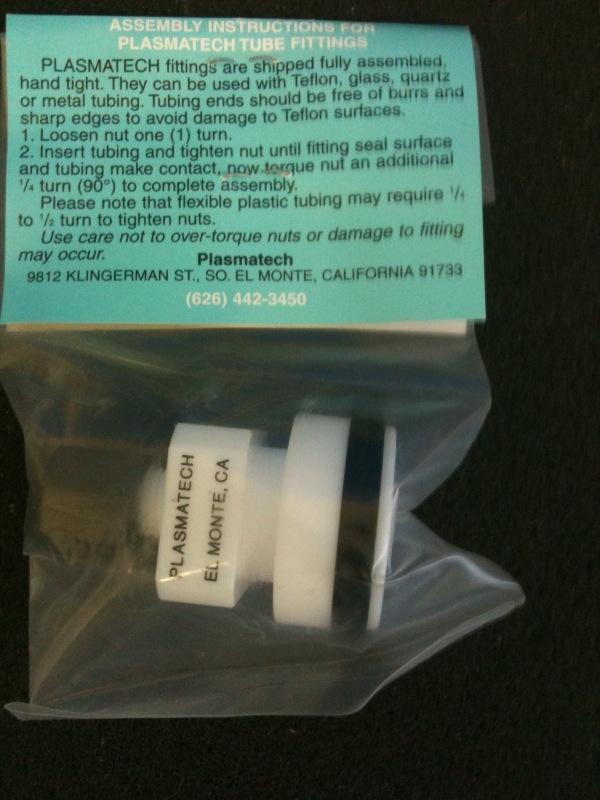 ASSEMBLY INSTRUCTIONS FOR
PLASMATECH TUBE FITTINGS
PLASMATECH fittings are shipped fully assembled,
hand tight. They can be used with Teflon, glass, quartz
or metal tubing. Tubing ends should be free of burrs and
sharp edges to avoid damage to Teflon surfaces.
1. Loosen nut one (1) turn.
2. Insert tubing and tighten nut until fitting seal surface
and tubing make contact, now torque nut an additional
1/4 turn (90°) to complete assembly.
Please note that flexible plastic tubing may require 1/4
to 1/2 turn to tighten nuts.
Use care not to over-torque nuts or damage to fitting
may occur.
Plasmatech
9812 KLINGERMAN ST., SO. EL MONTE, CALIFORNIA 91733
(626) 442-3450
PLASMATECH
EL MONTE, CA